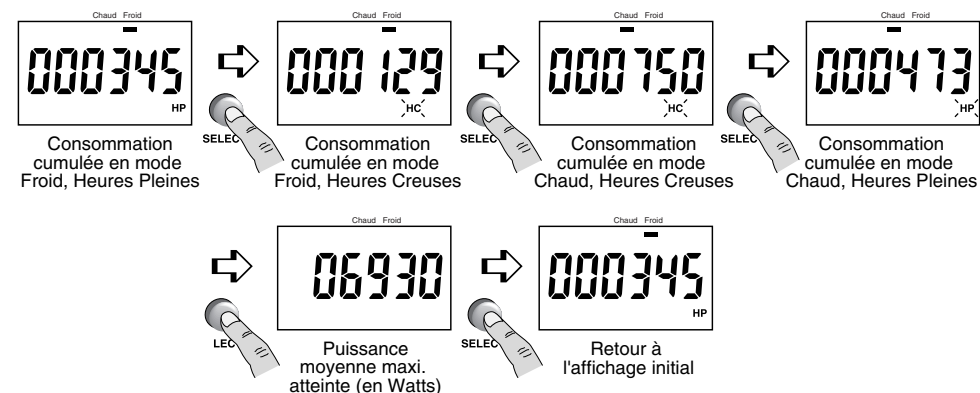 Chaud Froid
000345
HP
Consommation
cumulée en mode
Froid, Heures Pleines
SELEC
Chaud Froid
000129
HC
Consommation
cumulée en mode
Froid, Heures Creuses
SELEC
Chaud Froid
000750
HC
Consommation
cumulée en mode
Chaud, Heures Creuses
SELEC
Chaud Froid
000473
HP
Consommation
cumulée en mode
Chaud, Heures Pleines
LEC
Chaud Froid
06930
Puissance
moyenne maxi.
atteinte (en Watts)
SELEC
Chaud Froid
000345
HP
Retour à
l'affichage initial